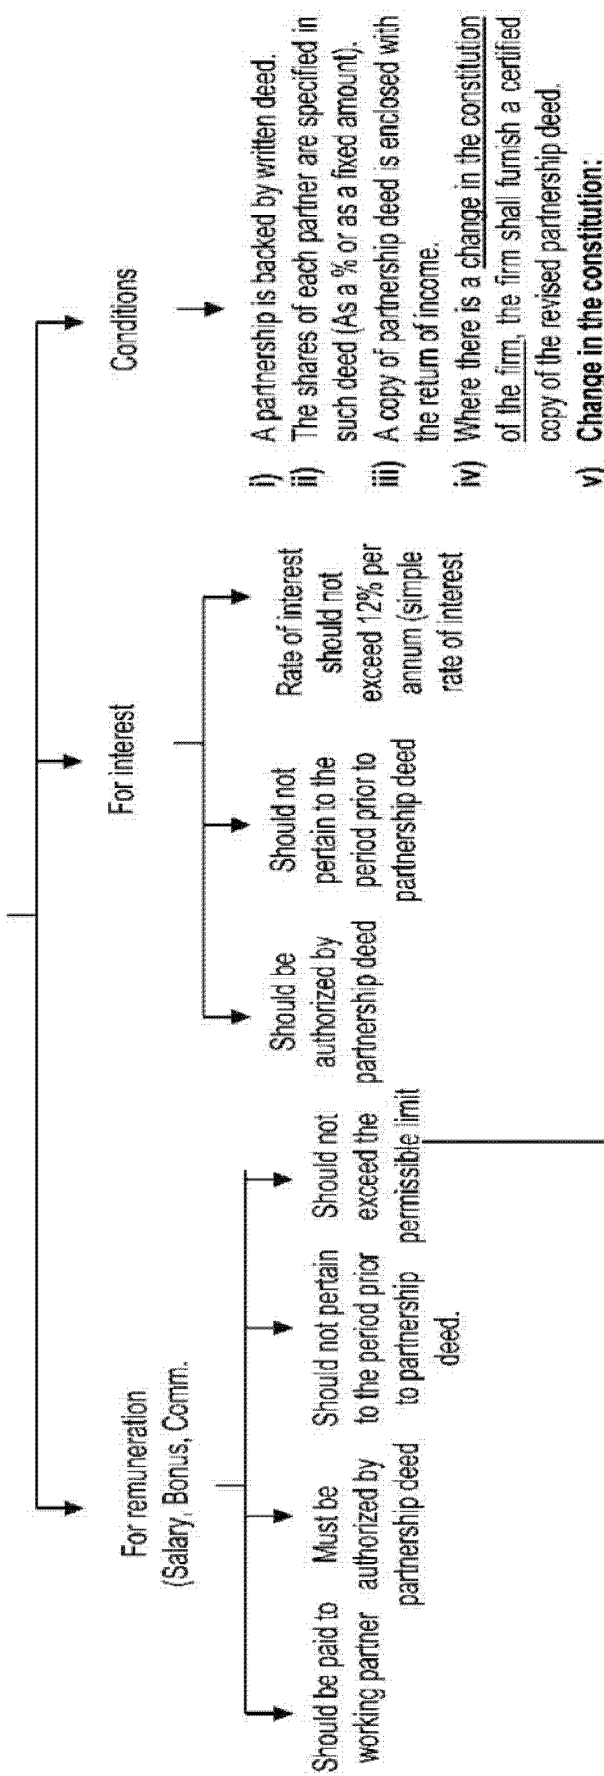 For remuneration
(Salary, Bonus, Comm.
For interest
Conditions
Should be paid to
working partner
Must be
authorized by
partnership deed
Should not pertain
to the period prior
to partnership
deed.
Should not
exceed the
permissible limit
Should be
authorized by
partnership deed
Should not
pertain to the
period prior to
partnership deed
Rate of interest
should not
exceed 12% per
annum (simple
rate of interest
i) A partnership is backed by written deed.
ii) The shares of each partner are specified in
such deed (As a % or as a fixed amount).
iii) A copy of partnership deed is enclosed with
the return of income.
iv) Where there is a change in the constitution
of the firm, the firm shall furnish a certified
copy of the revised partnership deed.
v) Change in the constitution: